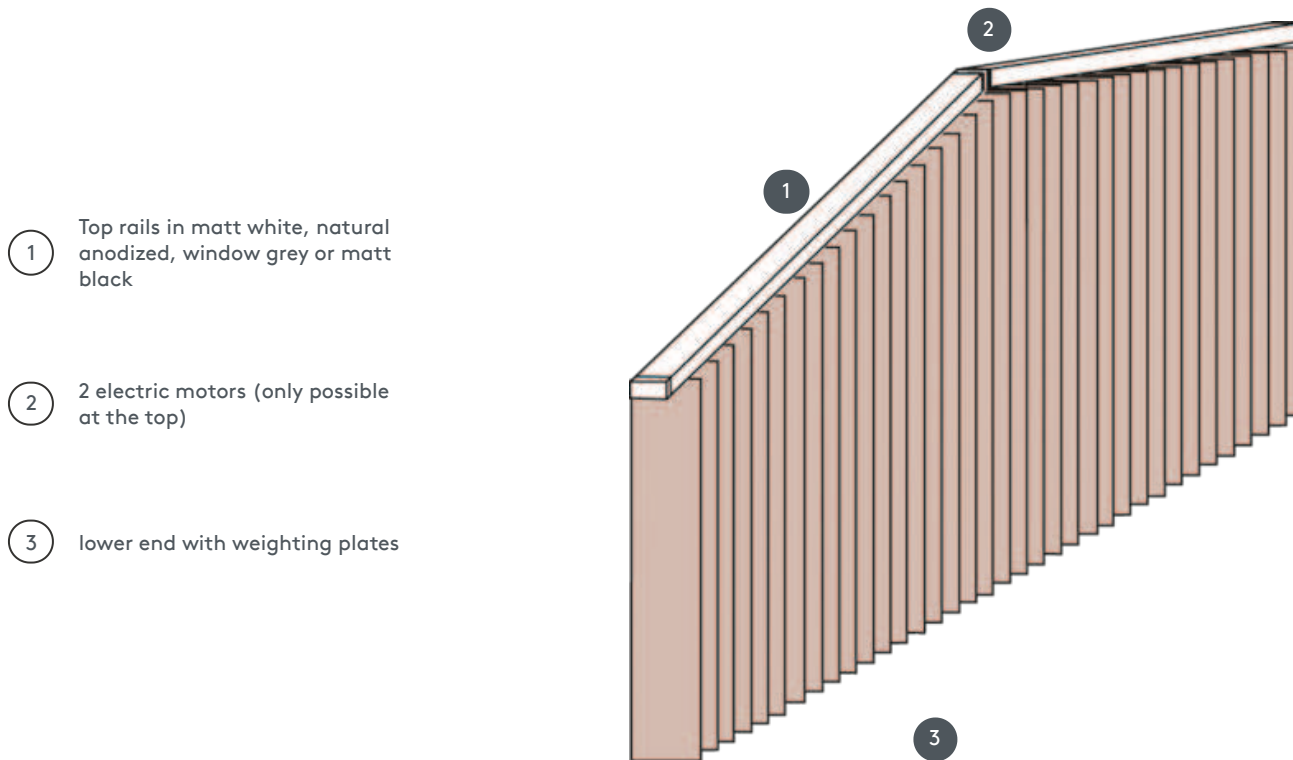 1
Top rails in matt white, natural
anodized, window grey or matt
black
2
2 electric motors (only possible
at the top)
3
lower end with weighting plates
2
1
3